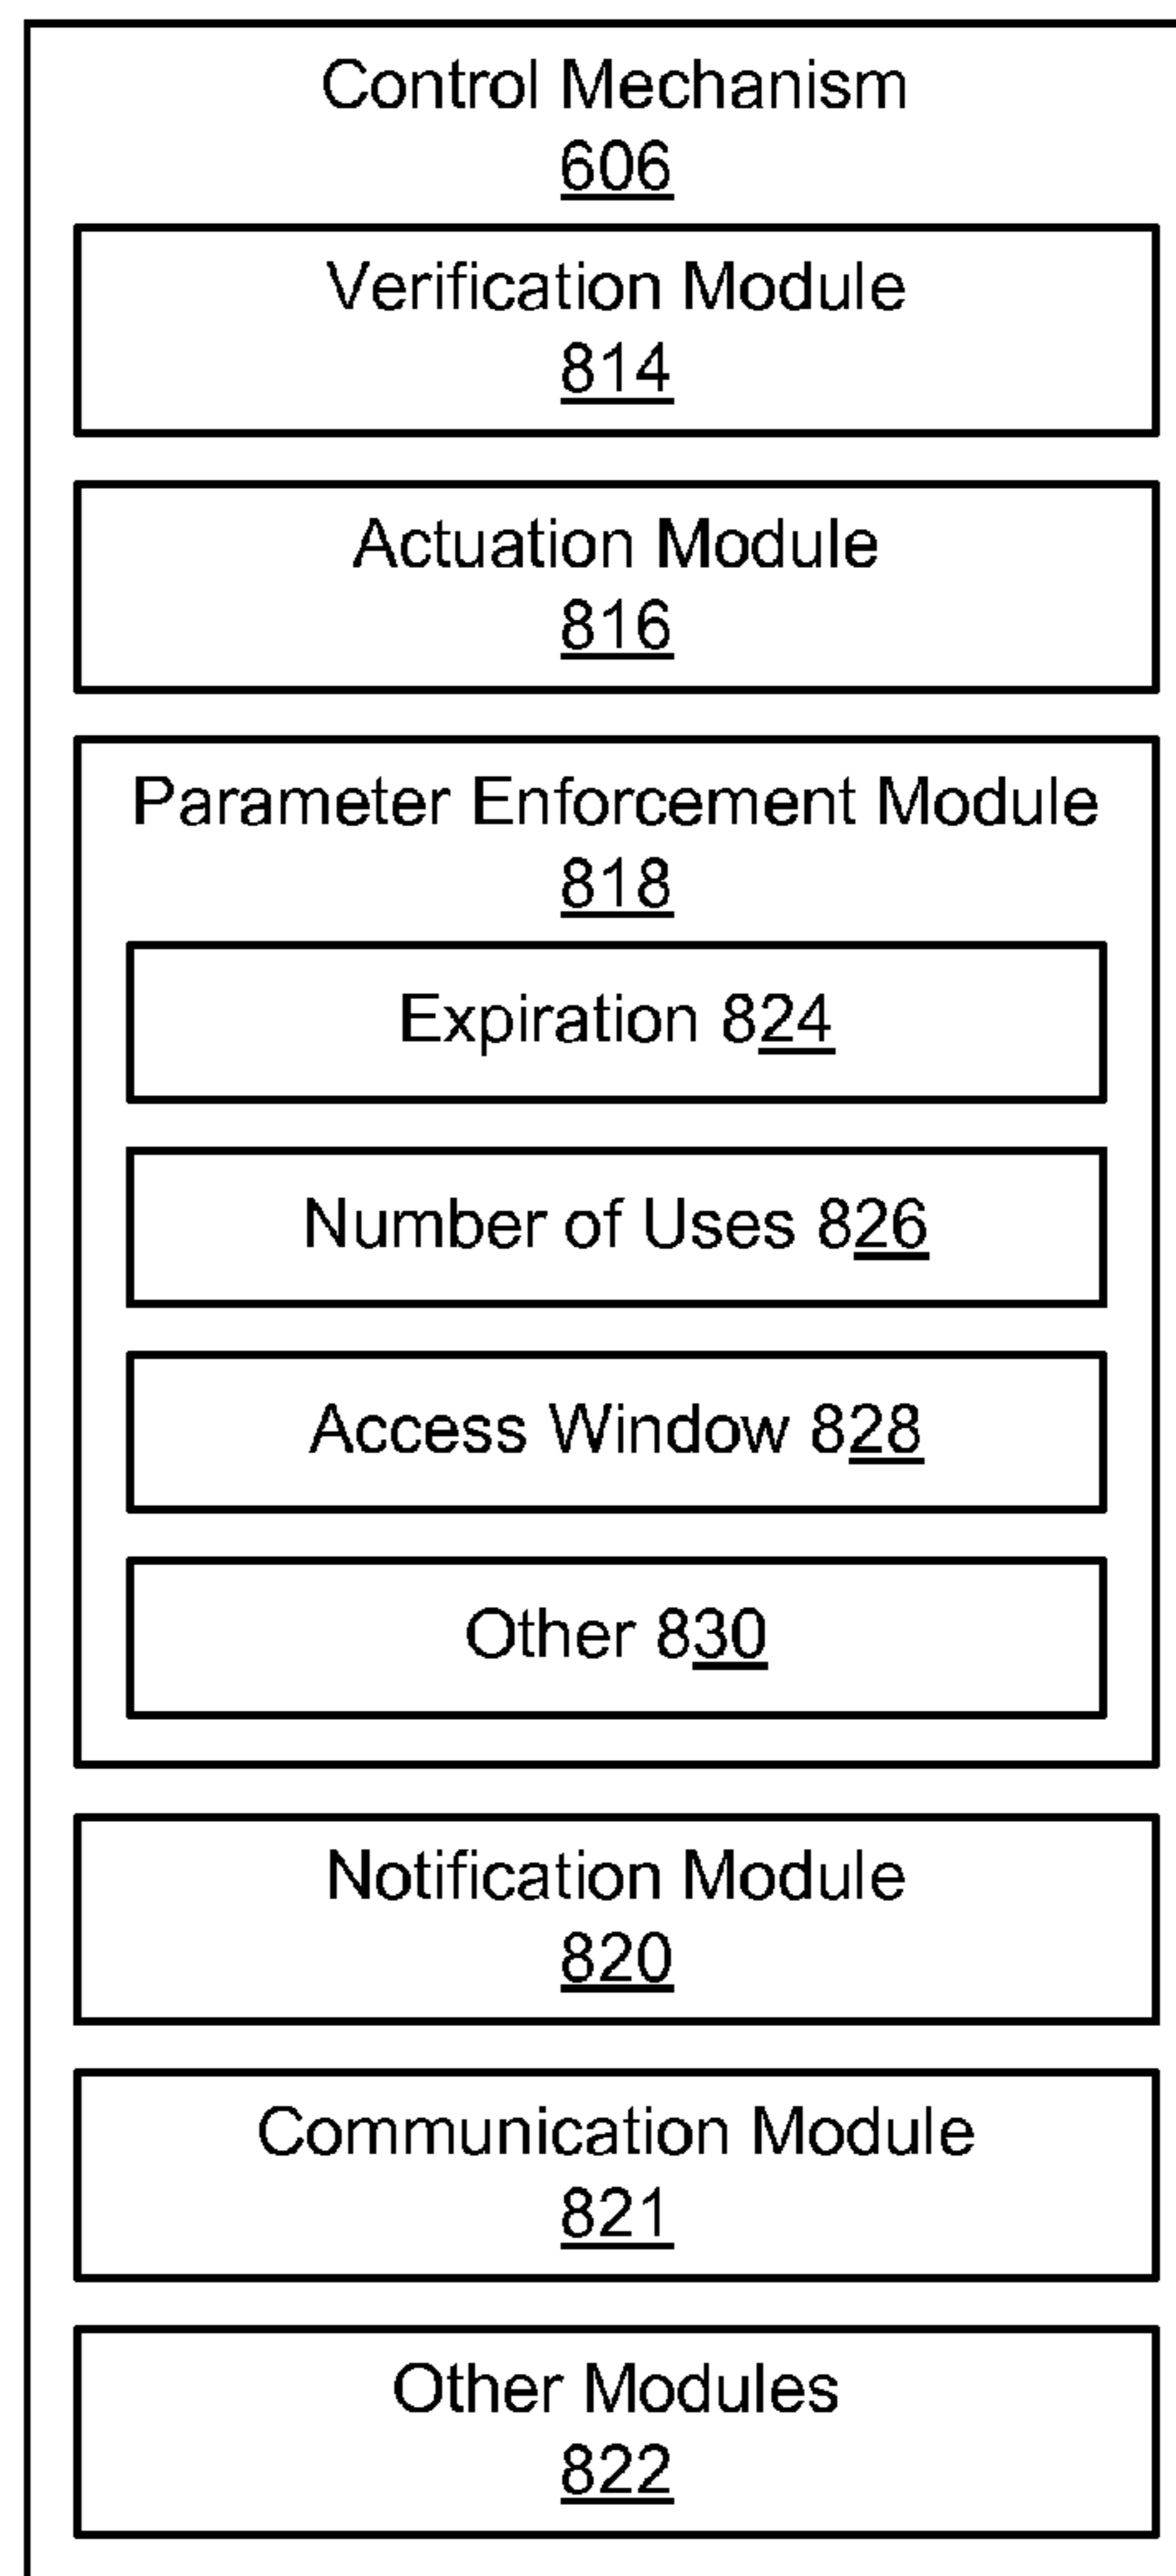 Control Mechanism
606
Verification Module
814
Actuation Module
816
Parameter Enforcement Module
818
Expiration 824
Number of Uses 826
Access Window 828
Other 830
Notification Module
820
Communication Module
821
Other Modules
822